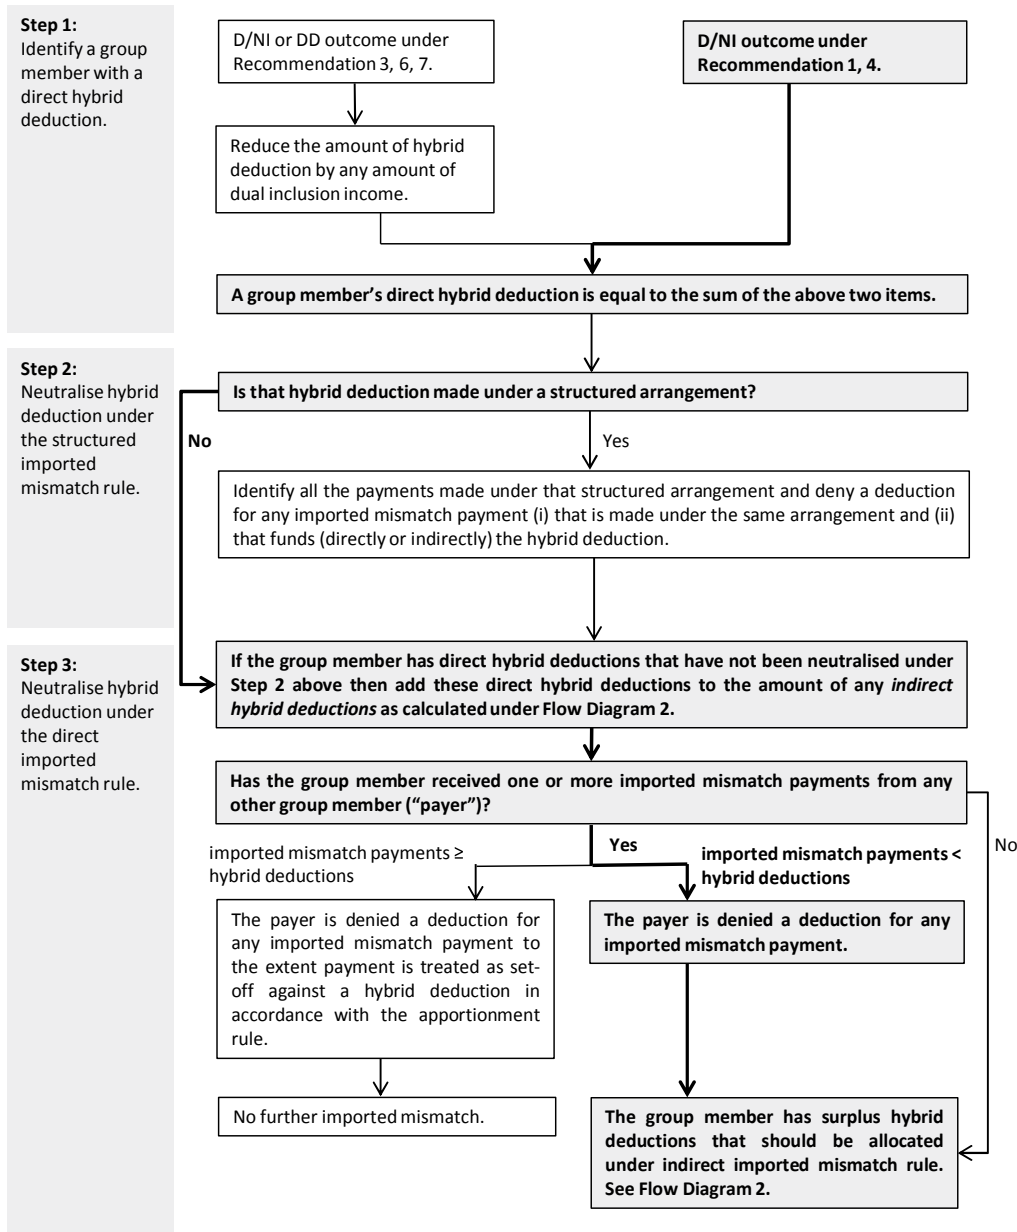 Step 1:
Identify a group
member with a
direct hybrid
deduction.
D/NI or DD outcome under
Recommendation 3, 6, 7.
D/NI outcome under
Recommendation 1, 4.
Reduce the amount of hybrid
deduction by any amount of
dual inclusion income.
A group member's direct hybrid deduction is equal to the sum of the above two items.
Step 2:
Neutralise hybrid
deduction under
the structured
imported
mismatch rule.
Is that hybrid deduction made under a structured arrangement?
No
Yes
Identify all the payments made under that structured arrangement and deny a deduction
for any imported mismatch payment (i) that is made under the same arrangement and (ii)
that funds (directly or indirectly) the hybrid deduction.
Step 3:
Neutralise hybrid
deduction under
the direct
imported
mismatch rule.
If the group member has direct hybrid deductions that have not been neutralised under
Step 2 above then add these direct hybrid deductions to the amount of any indirect
hybrid deductions as calculated under Flow Diagram 2.
Has the group member received one or more imported mismatch payments from any
other group member (“payer”)?
Yes
No
imported mismatch payments ≥
hybrid deductions
imported mismatch payments <
hybrid deductions
The payer is denied a deduction for
any imported mismatch payment to
the extent payment is treated as set-
off against a hybrid deduction in
accordance with the apportionment
rule.
The payer is denied a deduction for any
imported mismatch payment.
No further imported mismatch.
The group member has surplus hybrid
deductions that should be allocated
under indirect imported mismatch rule.
See Flow Diagram 2.